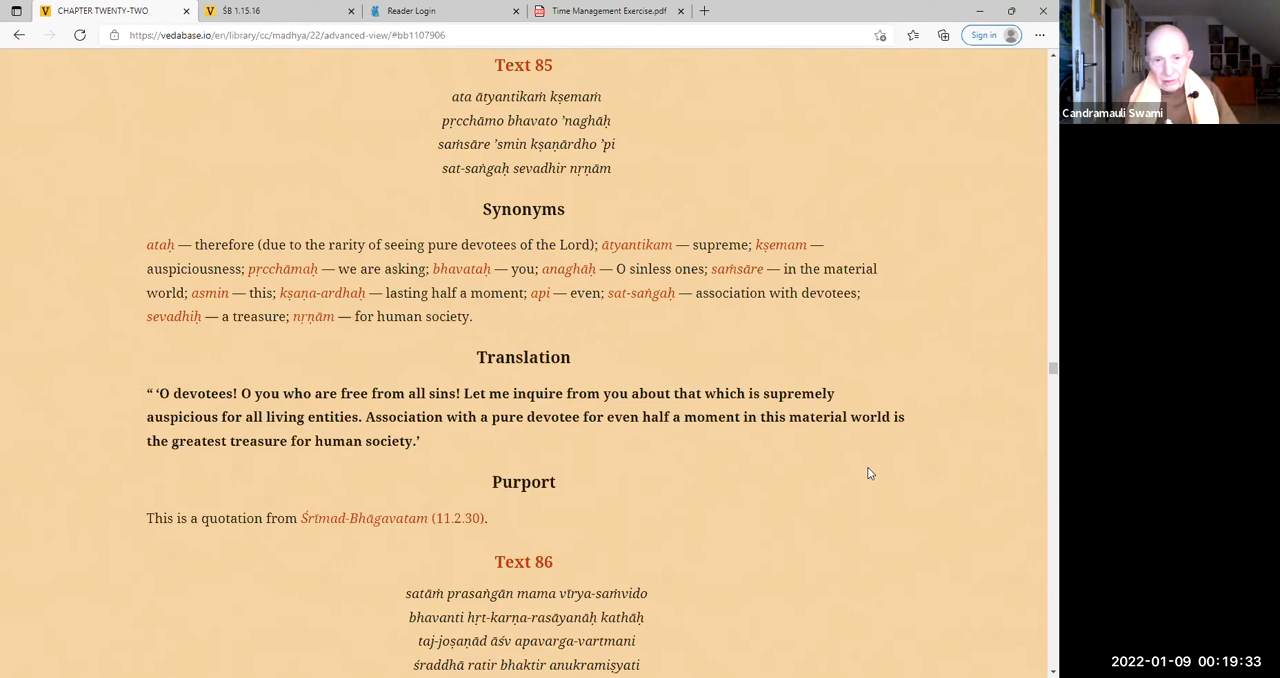 CHAPTER TWENTY-TWO
ŚB 1.15.16
Reader Login
Time Management Exercise.pdf
https://vedabase.io/en/library/cc/madhya/22/advanced-view/#bb1107906
Sign in
Candramauli Swami
Text 85
ata ātyantikaṁ kṣemaṁ
pṛcchāmo bhavato ’naghāḥ
saṁsāre ’smin kṣaṇārdho ’pi
sat-saṅgaḥ sevadhir nṛṇām
Synonyms
ataḥ — therefore (due to the rarity of seeing pure devotees of the Lord); ātyantikam — supreme; kṣemam —
auspiciousness; pṛcchāmaḥ — we are asking; bhavataḥ — you; anaghāḥ — O sinless ones; saṁsāre — in the material
world; asmin — this; kṣaṇa-ardhaḥ — lasting half a moment; api — even; sat-saṅgaḥ — association with devotees;
sevadhiḥ — a treasure; nṛṇām — for human society.
Translation
“ ‘O devotees! O you who are free from all sins! Let me inquire from you about that which is supremely
auspicious for all living entities. Association with a pure devotee for even half a moment in this material world is
the greatest treasure for human society.’
Purport
This is a quotation from Śrīmad-Bhāgavatam (11.2.30).
Text 86
satāṁ prasaṅgān mama vīrya-saṁvido
bhavanti hṛt-karṇa-rasāyanāḥ kathāḥ
taj-joṣaṇād āśv apavarga-vartmani
śraddhā ratir bhaktir anukramiṣyati
2022-01-09 00:19:33